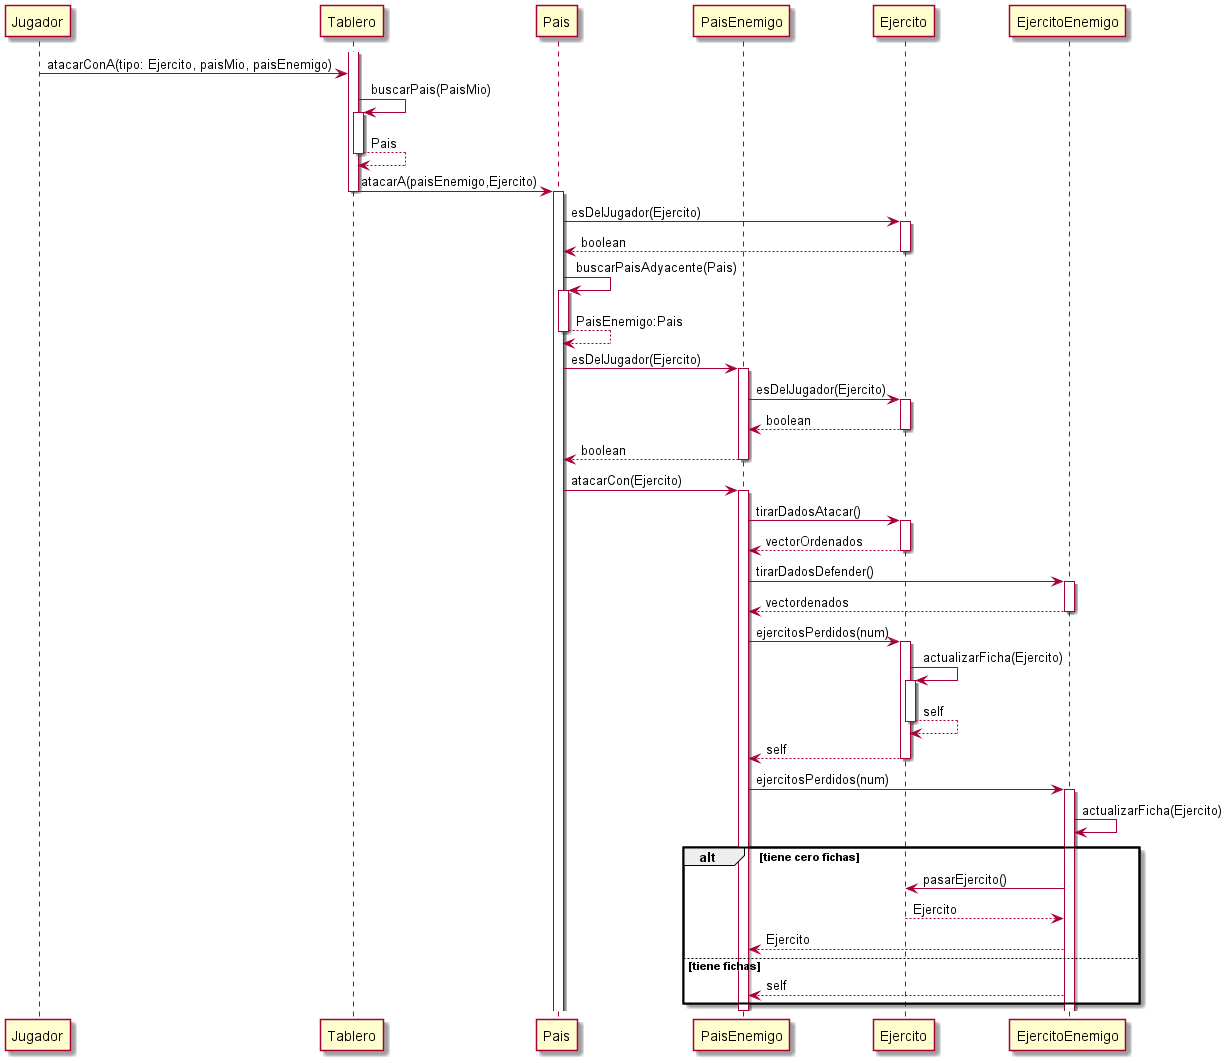 Jugador Tablero Pais PaisEnemigo Ejercito EjercitoEnemigo
atacarConA(tipo: Ejercito, paisMio, paisEnemigo)
buscarPais(PaisMio)
Pais
atacarA(paisEnemigo,Ejercito)
esDelJugador(Ejercito)
boolean
buscarPaisAdyacente(Pais)
PaisEnemigo:Pais
esDelJugador(Ejercito)
esDelJugador(Ejercito)
boolean
boolean
atacarCon(Ejercito)
tirarDadosAtacar()
vectorOrdenados
tirarDadosDefender()
vectordenados
ejercitosPerdidos(num)
actualizarFicha(Ejercito)
self
self
ejercitosPerdidos(num)
actualizarFicha(Ejercito)
alt [tiene cero fichas]
pasarEjercito()
Ejercito
Ejercito
[tiene fichas]
self
Jugador Tablero Pais PaisEnemigo Ejercito EjercitoEnemigo